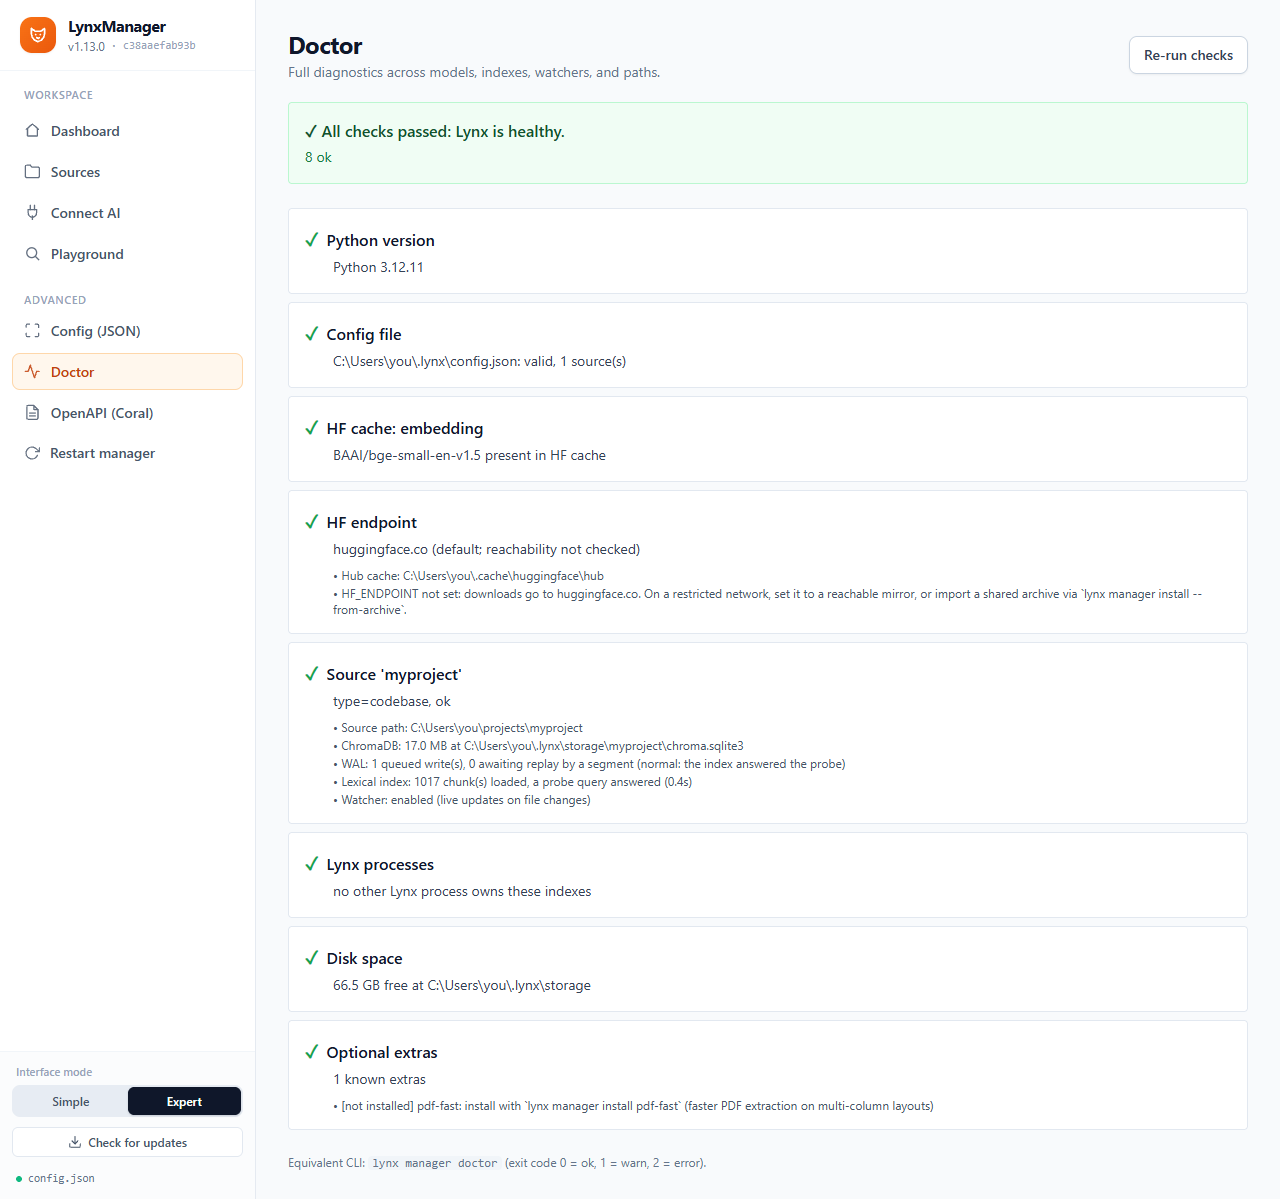 LynxManager
v1.13.0 · c38aaefab93b
WORKSPACE
Dashboard
Sources
Connect AI
Playground
ADVANCED
Config (JSON)
Doctor
OpenAPI (Coral)
Restart manager
Interface mode
Simple
Expert
Check for updates
config.json
Doctor
Full diagnostics across models, indexes, watchers, and paths.
Re-run checks
✓ All checks passed: Lynx is healthy.
8 ok
✓ Python version
Python 3.12.11
✓ Config file
C:\Users\you\.lynx\config.json: valid, 1 source(s)
✓ HF cache: embedding
BAAI/bge-small-en-v1.5 present in HF cache
✓ HF endpoint
huggingface.co (default; reachability not checked)
• Hub cache: C:\Users\you\.cache\huggingface\hub
• HF_ENDPOINT not set: downloads go to huggingface.co. On a restricted network, set it to a reachable mirror, or import a shared archive via `lynx manager install --
from-archive`.
✓ Source 'myproject'
type=codebase, ok
• Source path: C:\Users\you\projects\myproject
• ChromaDB: 17.0 MB at C:\Users\you\.lynx\storage\myproject\chroma.sqlite3
• WAL: 1 queued write(s), 0 awaiting replay by a segment (normal: the index answered the probe)
• Lexical index: 1017 chunk(s) loaded, a probe query answered (0.4s)
• Watcher: enabled (live updates on file changes)
✓ Lynx processes
no other Lynx process owns these indexes
✓ Disk space
66.5 GB free at C:\Users\you\.lynx\storage
✓ Optional extras
1 known extras
• [not installed] pdf-fast: install with `lynx manager install pdf-fast` (faster PDF extraction on multi-column layouts)
Equivalent CLI: lynx manager doctor (exit code 0 = ok, 1 = warn, 2 = error).